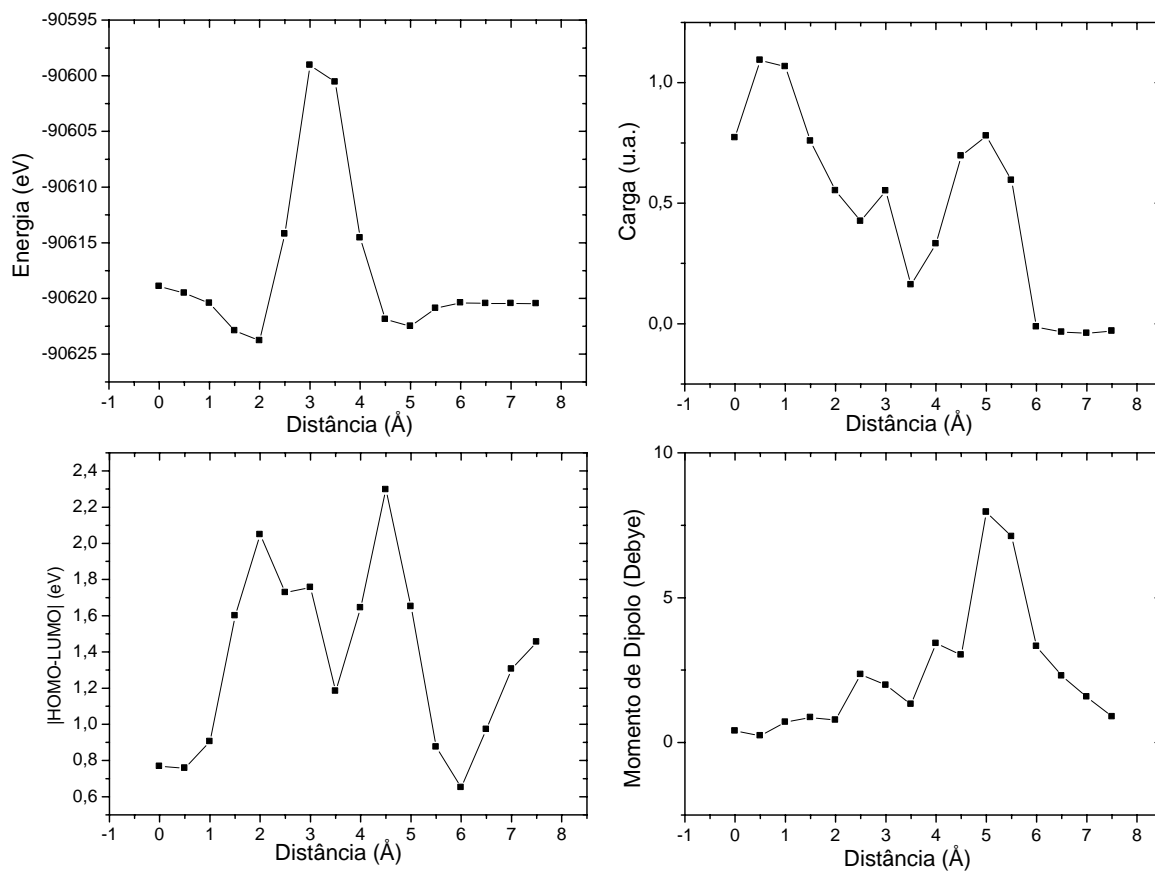 -90595
-90600
-90605
-90610
-90615
-90620
-90625
Energia (eV)
-1 0 1 2 3 4 5 6 7 8
Distância (Å)
1,0
0,5
0,0
Carga (u.a.)
-1 0 1 2 3 4 5 6 7 8
Distância (Å)
2,4
2,2
2,0
1,8
1,6
1,4
1,2
1,0
0,8
0,6
|HOMO-LUMO| (eV)
-1 0 1 2 3 4 5 6 7 8
Distância (Å)
10
5
0
Momento de Dipolo (Debye)
-1 0 1 2 3 4 5 6 7 8
Distância (Å)